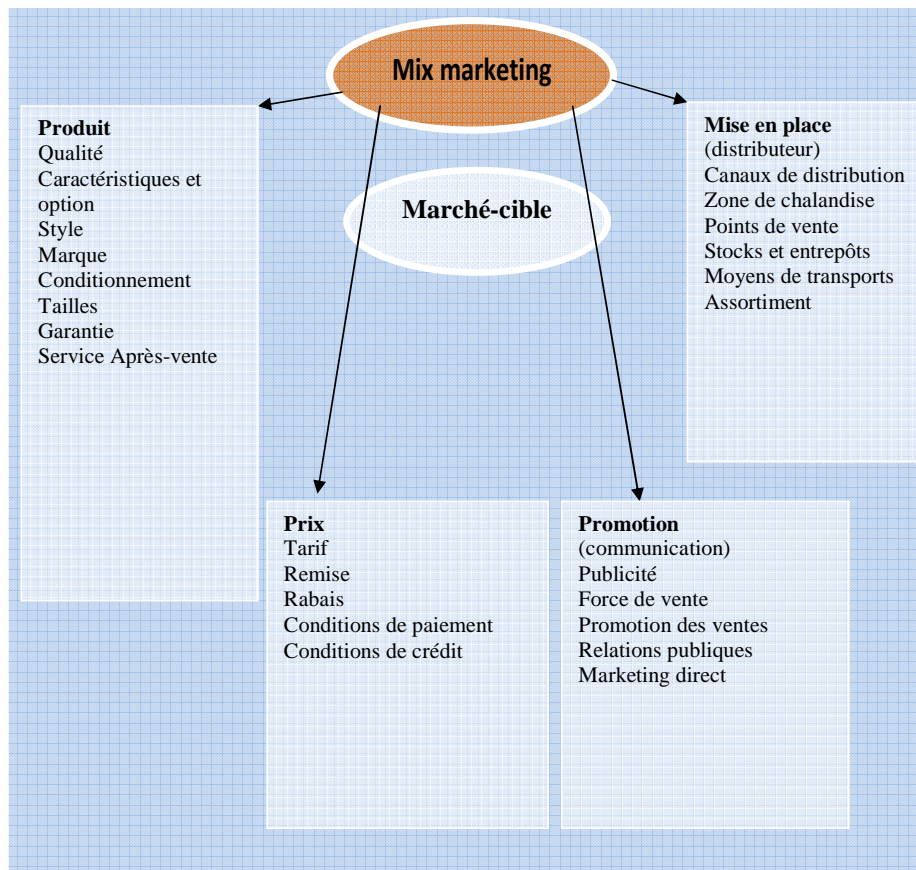 Mix marketing
Marché-cible
Produit
Qualité
Caractéristiques et
option
Style
Marque
Conditionnement
Tailles
Garantie
Service Après-vente
Mise en place
(distributeur)
Canaux de distribution
Zone de chalandise
Points de vente
Stocks et entrepôts
Moyens de transports
Assortiment
Prix
Tarif
Remise
Rabais
Conditions de paiement
Conditions de crédit
Promotion
(communication)
Publicité
Force de vente
Promotion des ventes
Relations publiques
Marketing direct